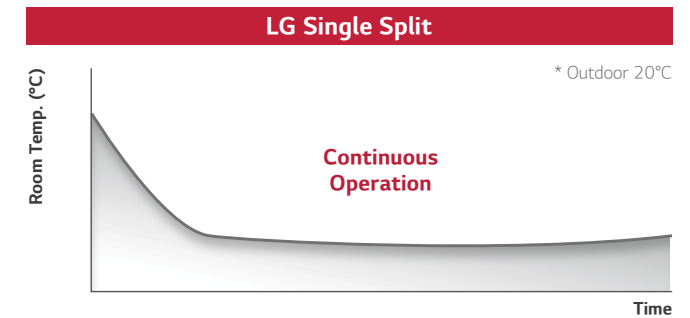 LG Single Split
* Outdoor 20°C
Room Temp. (°C)
Continuous
Operation
Time